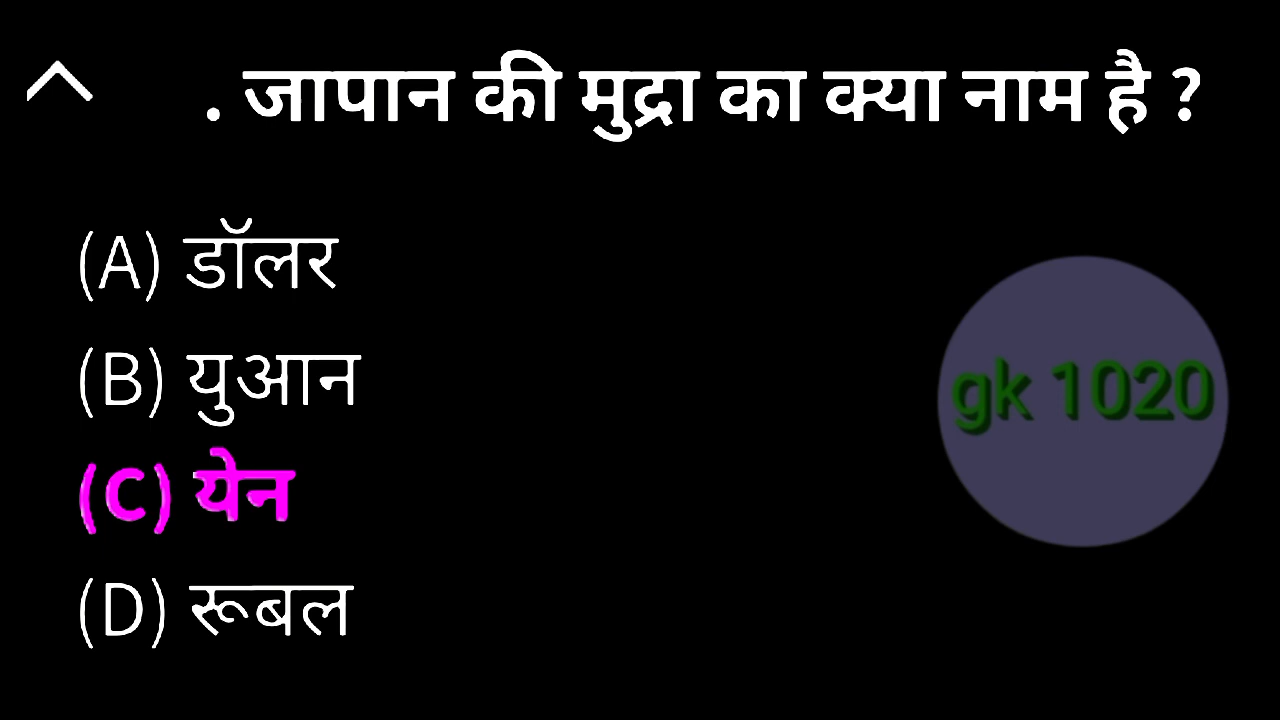 . जापान की मुद्रा का क्या नाम है ?
(A) डॉलर
(B) युआन
(C) येन
(D) रूबल
gk 1020